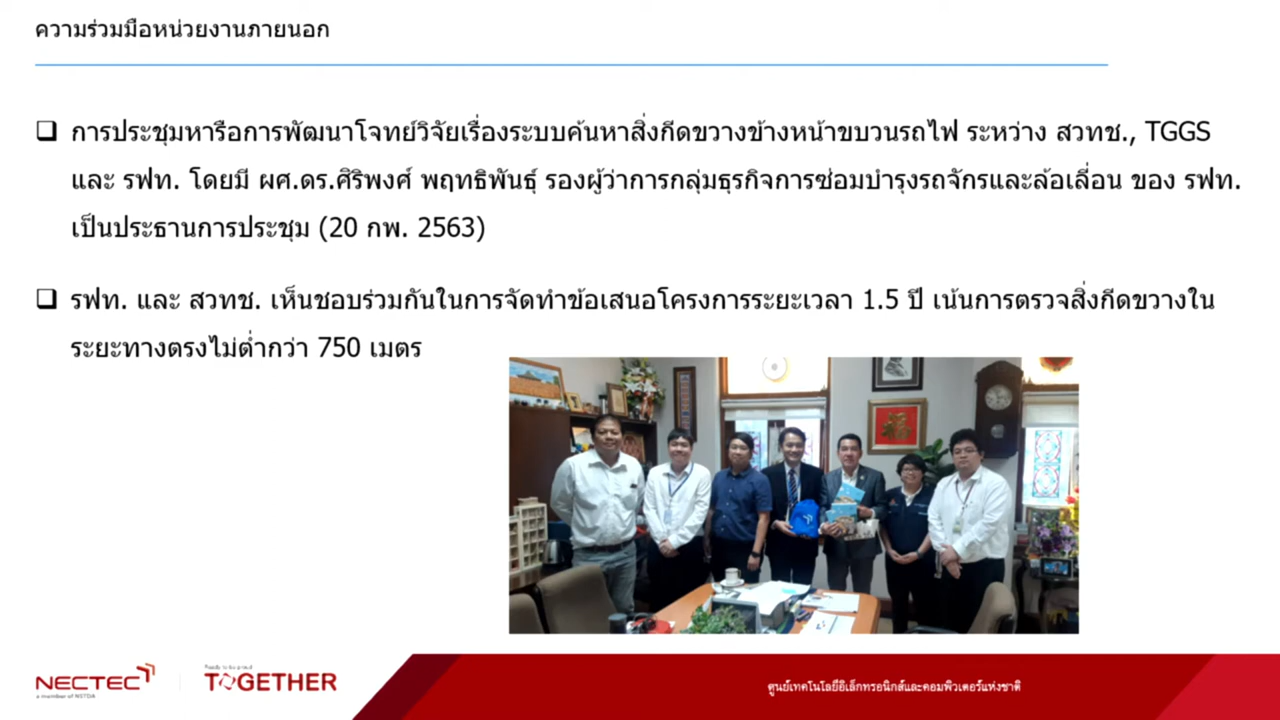 ความร่วมมือหน่วยงานภายนอก
❑ การประชุมหารือการพัฒนาโจทย์วิจัยเรื่องระบบค้นหาสิ่งกีดขวางข้างหน้าขบวนรถไฟ ระหว่าง สวทช., TGGS
และ รฟท. โดยมี ผศ.ดร.ศิริพงศ์ พฤทธิพันธุ์ รองผู้ว่าการกลุ่มธุรกิจการซ่อมบำรุงรถจักรและล้อเลี่อน ของ รฟท.
เป็นประธานการประชุม (20 กพ. 2563)
❑ รฟท. และ สวทช. เห็นชอบร่วมกันในการจัดทำข้อเสนอโครงการระยะเวลา 1.5 ปี เน้นการตรวจสิ่งกีดขวางใน
ระยะทางตรงไม่ต่ำกว่า 750 เมตร
NECTEC
a member of NSTDA
TOGETHER
ศูนย์เทคโนโลยีอิเล็กทรอนิกส์และคอมพิวเตอร์แห่งชาติ